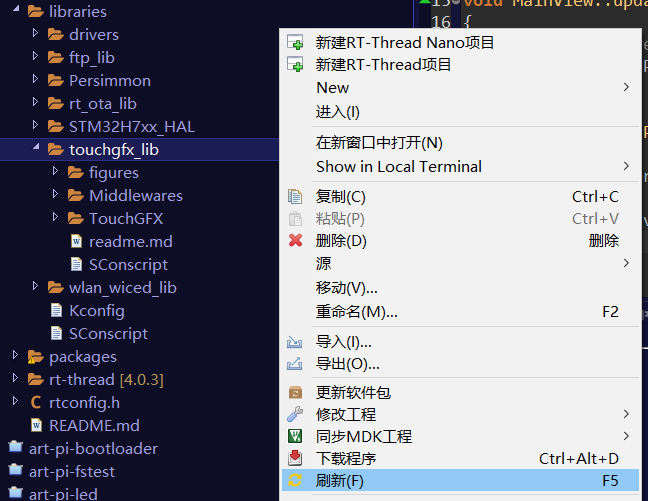 libraries
drivers
ftp_lib
Persimmon
rt_ota_lib
STM32H7xx_HAL
touchgfx_lib
figures
Middlewares
TouchGFX
readme.md
SConscript
wlan_wiced_lib
Kconfig
SConscript
packages
rt-thread [4.0.3]
rtconfig.h
README.md
art-pi-bootloader
art-pi-fstest
art-pi-led
15 void MainView::upda
16 {
新建RT-Thread Nano项目
新建RT-Thread项目
New
进入(I)
在新窗口中打开(N)
Show in Local Terminal
复制(C) Ctrl+C
粘贴(P) Ctrl+V
删除(D) 删除
源
移动(V)...
重命名(M)... F2
导入(I)...
导出(O)...
更新软件包
修改工程
同步MDK工程
下载程序 Ctrl+Alt+D
刷新(F) F5